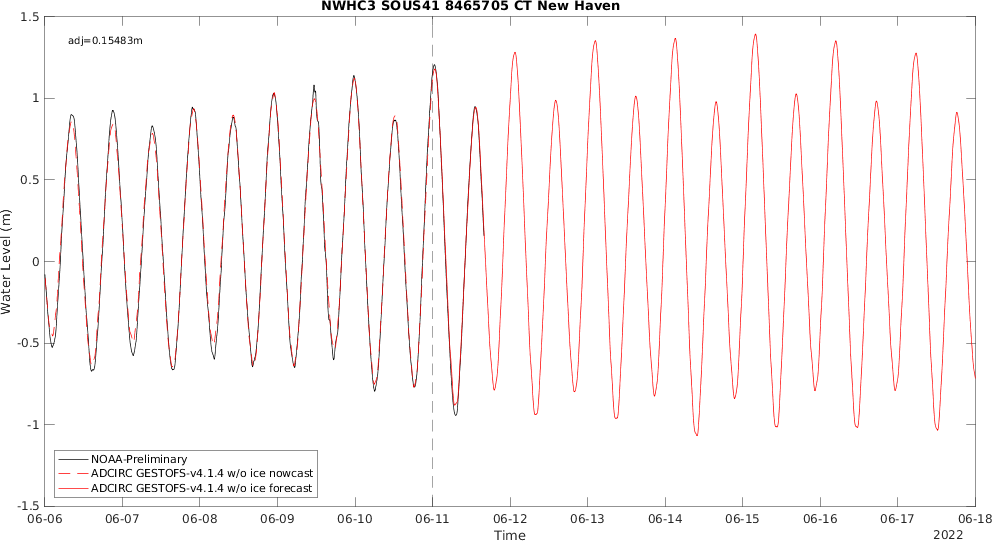 NWHC3 SOUS41 8465705 CT New Haven
adj=0.15483m
1.5
1
0.5
0
-0.5
-1
-1.5
Water Level (m)
NOAA-Preliminary
ADCIRC GESTOFS-v4.1.4 w/o ice nowcast
ADCIRC GESTOFS-v4.1.4 w/o ice forecast
06-06 06-07 06-08 06-09 06-10 06-11 06-12 06-13 06-14 06-15 06-16 06-17 06-18
Time
2022